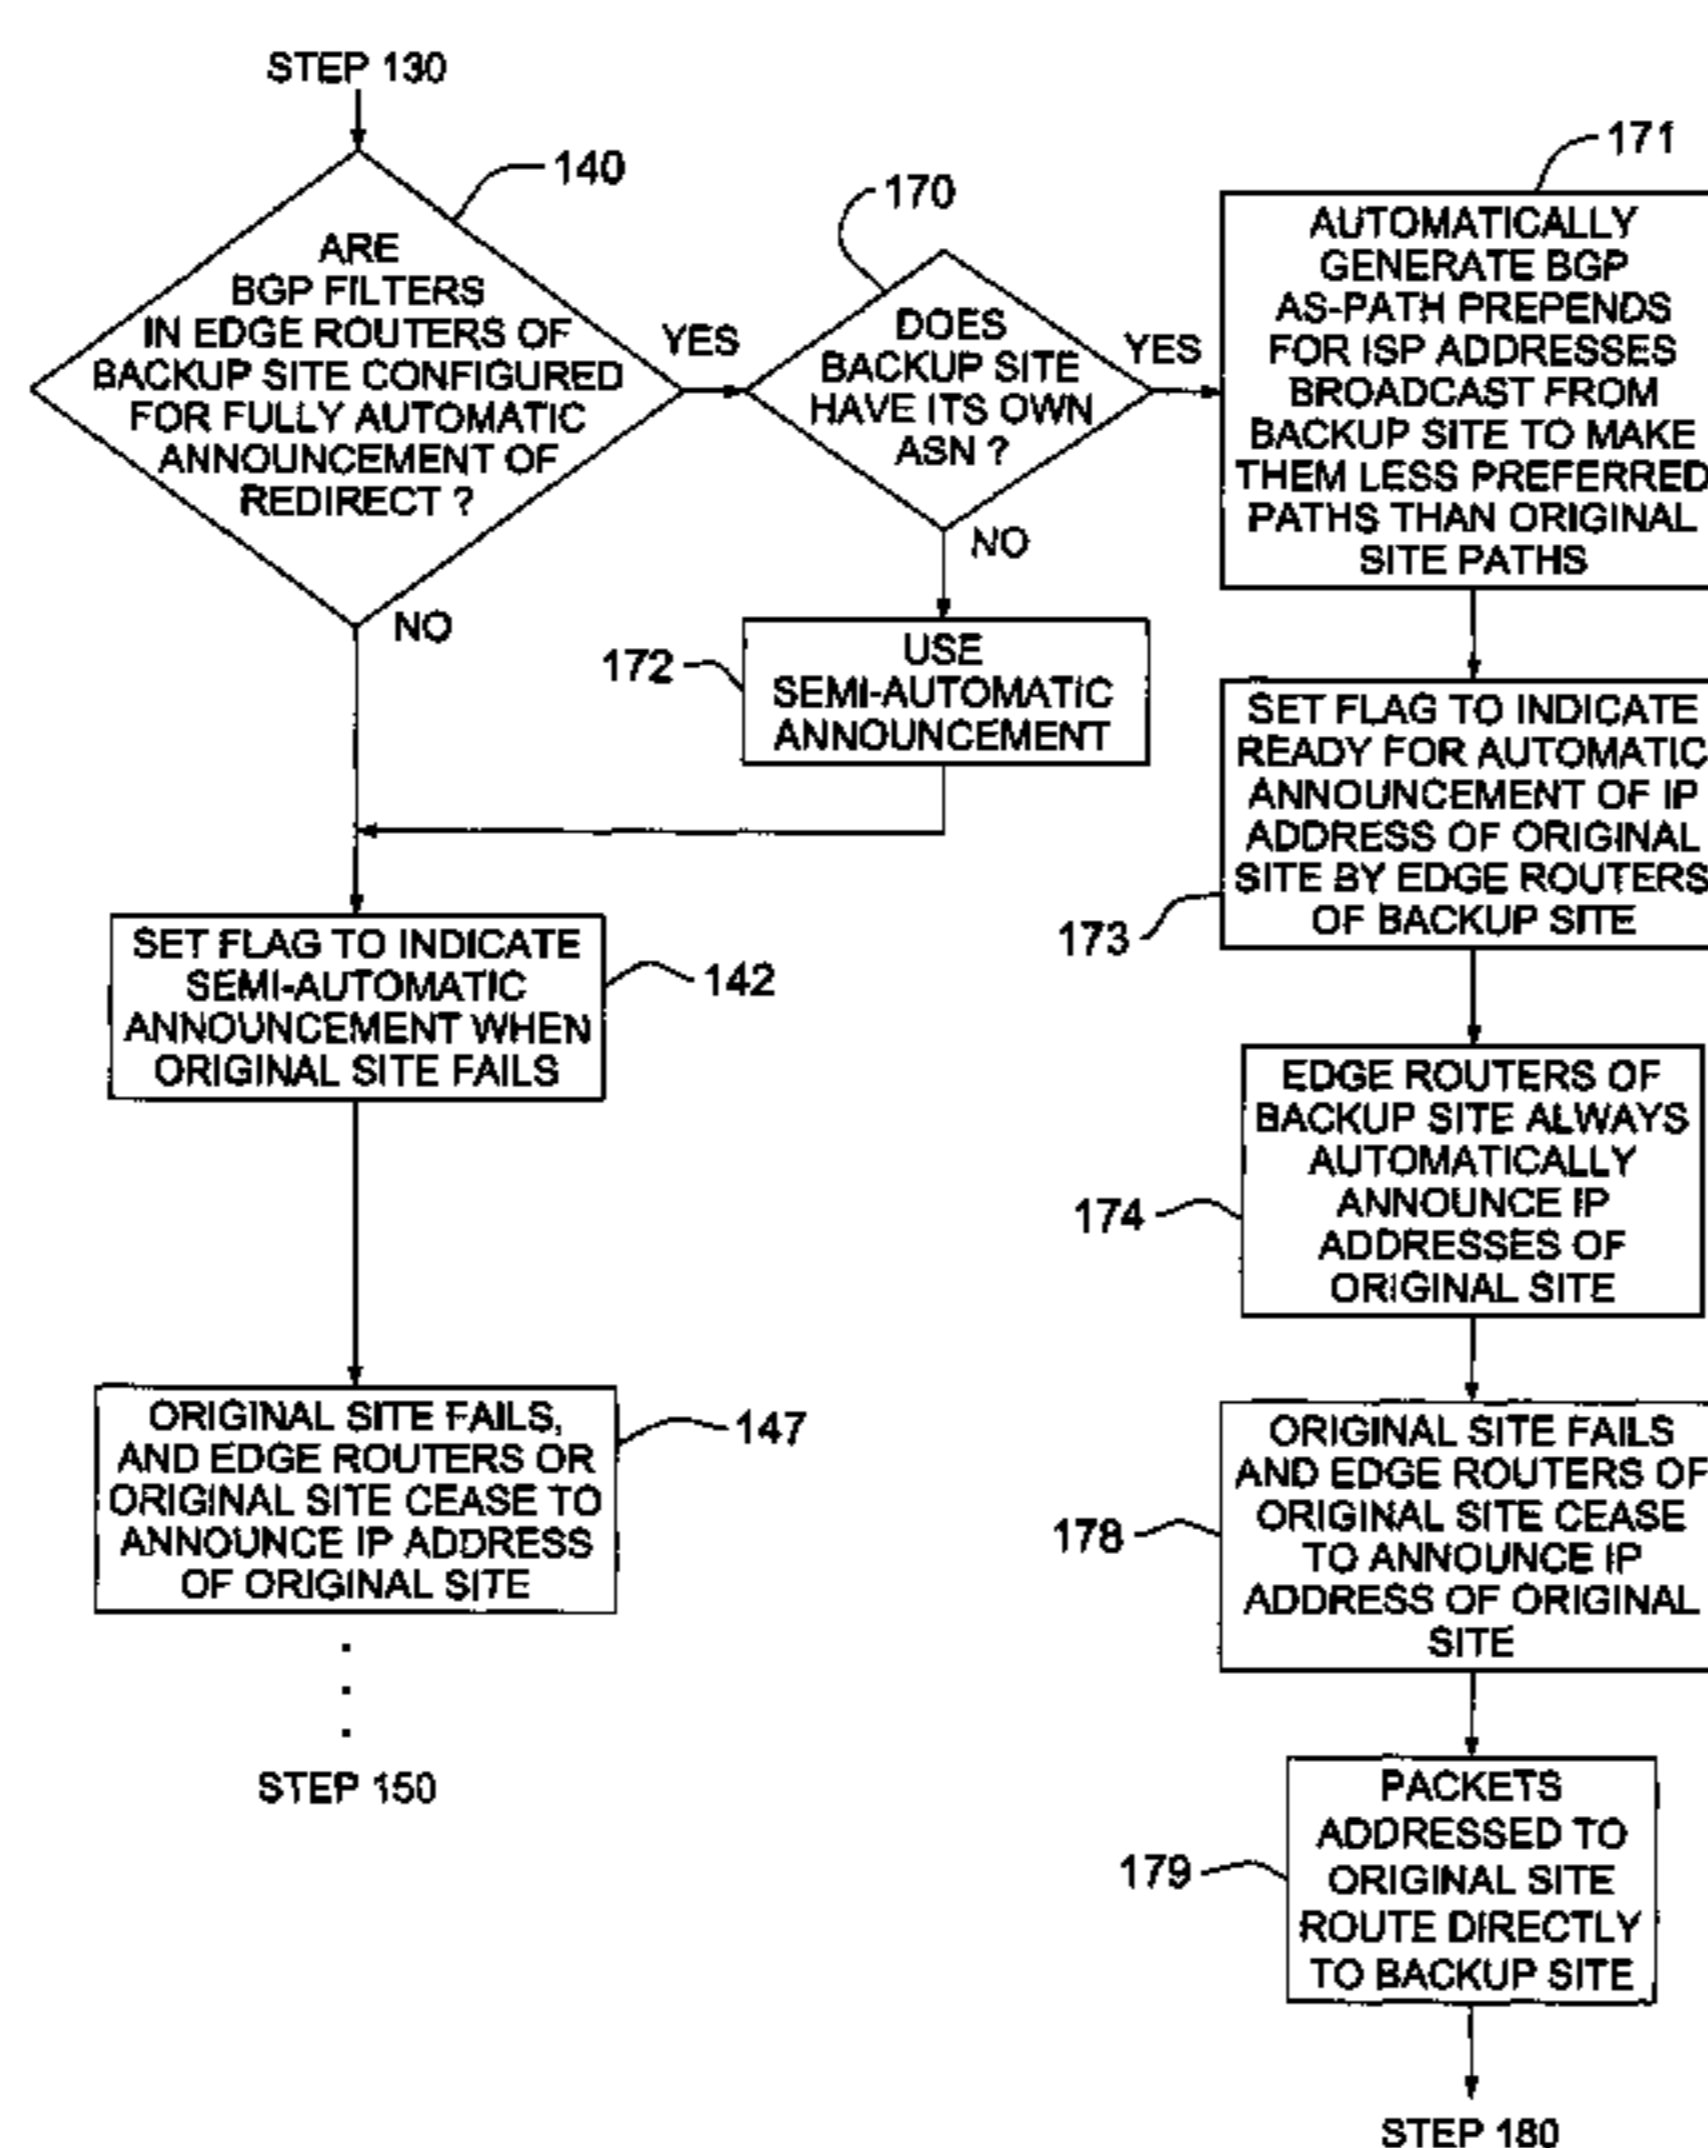 STEP 130
140
ARE
BGP FILTERS
IN EDGE ROUTERS OF
BACKUP SITE CONFIGURED
FOR FULLY AUTOMATIC
ANNOUNCEMENT OF
REDIRECT ?
YES
NO
170
DOES
BACKUP SITE
HAVE ITS OWN
ASN ?
YES
NO
171
AUTOMATICALLY
GENERATE BGP
AS-PATH PREPENDS
FOR ISP ADDRESSES
BROADCAST FROM
BACKUP SITE TO MAKE
THEM LESS PREFERRED
PATHS THAN ORIGINAL
SITE PATHS
172
USE
SEMI-AUTOMATIC
ANNOUNCEMENT
SET FLAG TO INDICATE
READY FOR AUTOMATIC
ANNOUNCEMENT OF IP
ADDRESS OF ORIGINAL
SITE BY EDGE ROUTERS
OF BACKUP SITE
173
SET FLAG TO INDICATE
SEMI-AUTOMATIC
ANNOUNCEMENT WHEN
ORIGINAL SITE FAILS
142
EDGE ROUTERS OF
BACKUP SITE ALWAYS
AUTOMATICALLY
ANNOUNCE IP
ADDRESSES OF
ORIGINAL SITE
174
ORIGINAL SITE FAILS,
AND EDGE ROUTERS OR
ORIGINAL SITE CEASE TO
ANNOUNCE IP ADDRESS
OF ORIGINAL SITE
147
STEP 150
ORIGINAL SITE FAILS
AND EDGE ROUTERS OF
ORIGINAL SITE CEASE
TO ANNOUNCE IP
ADDRESS OF ORIGINAL
SITE
178
PACKETS
ADDRESSED TO
ORIGINAL SITE
ROUTE DIRECTLY
TO BACKUP SITE
179
STEP 180